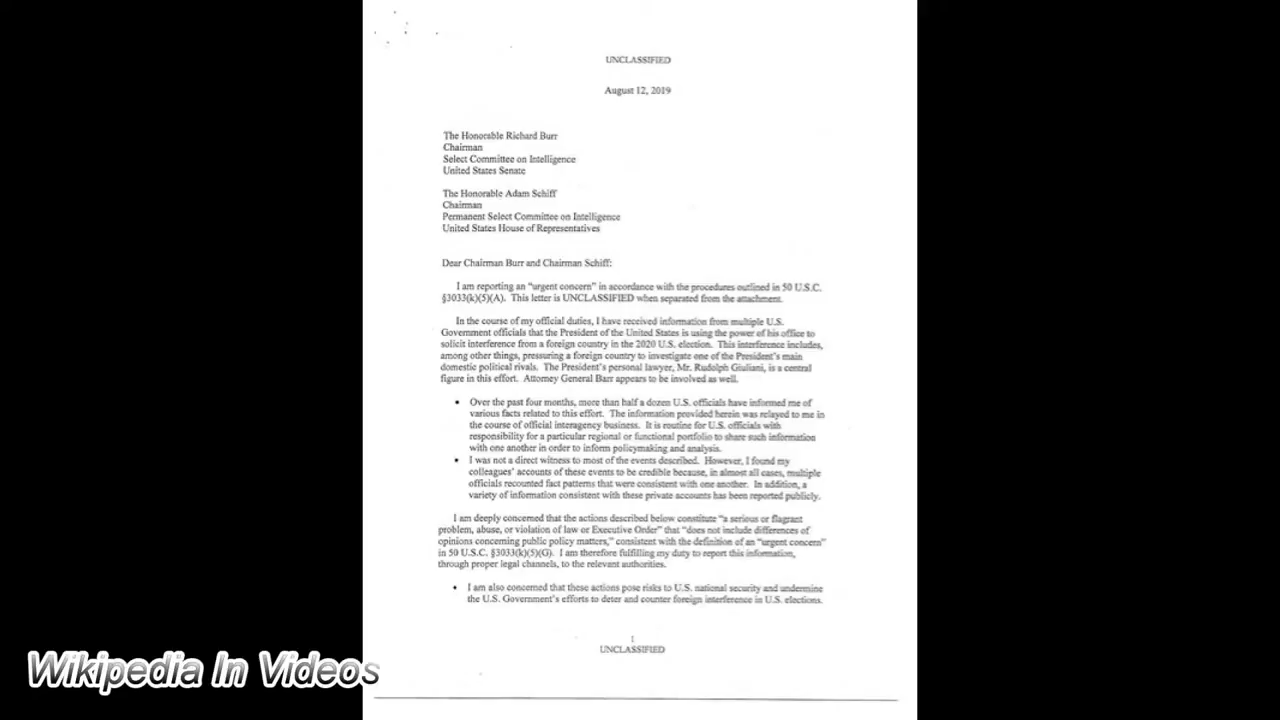 UNCLASSIFIED
August 12, 2019
The Honorable Richard Burr
Chairman
Select Committee on Intelligence
United States Senate
The Honorable Adam Schiff
Chairman
Permanent Select Committee on Intelligence
United States House of Representatives
Dear Chairman Burr and Chairman Schiff:
I am reporting an “urgent concern” in accordance with the procedures outlined in 50 U.S.C.
§3033(k)(5)(A). This letter is UNCLASSIFIED when separated from the attachment.
In the course of my official duties, I have received information from multiple U.S.
Government officials that the President of the United States is using the power of his office to
solicit interference from a foreign country in the 2020 U.S. election. This interference includes,
among other things, pressuring a foreign country to investigate one of the President’s main
domestic political rivals. The President’s personal lawyer, Mr. Rudolph Giuliani, is a central
figure in this effort. Attorney General Barr appears to be involved as well.
• Over the past four months, more than half a dozen U.S. officials have informed me of
various facts related to this effort. The information provided herein was relayed to me in
the course of official interagency business. It is routine for U.S. officials with
responsibility for a particular regional or functional portfolio to share such information
with one another in order to inform policymaking and analysis.
• I was not a direct witness to most of the events described. However, I found my
colleagues’ accounts of these events to be credible because, in almost all cases, multiple
officials recounted fact patterns that were consistent with one another. In addition, a
variety of information consistent with these private accounts has been reported publicly.
I am deeply concerned that the actions described below constitute “a serious or flagrant
problem, abuse, or violation of law or Executive Order” that “does not include differences of
opinions concerning public policy matters,” consistent with the definition of an “urgent concern”
in 50 U.S.C. §3033(k)(5)(G). I am therefore fulfilling my duty to report this information,
through proper legal channels, to the relevant authorities.
• I am also concerned that these actions pose risks to U.S. national security and undermine
the U.S. Government’s efforts to deter and counter foreign interference in U.S. elections.
1
UNCLASSIFIED
Wikipedia In Videos